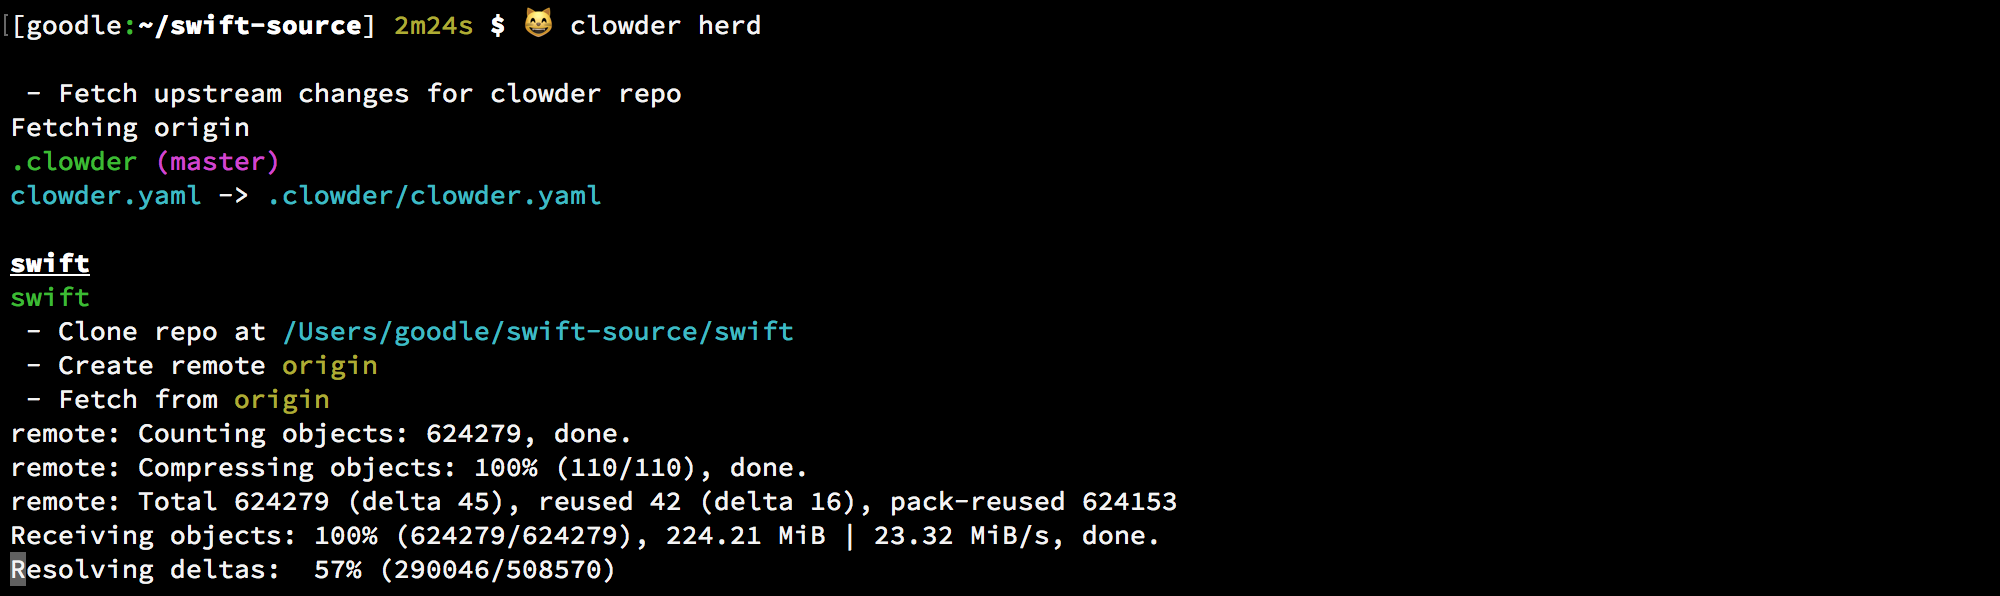 [[goodle:~/swift-source] 2m24s $ 😸 clowder herd
 - Fetch upstream changes for clowder repo
Fetching origin
.clowder (master)
clowder.yaml -> .clowder/clowder.yaml
swift
swift
 - Clone repo at /Users/goodle/swift-source/swift
 - Create remote origin
 - Fetch from origin
remote: Counting objects: 624279, done.
remote: Compressing objects: 100% (110/110), done.
remote: Total 624279 (delta 45), reused 42 (delta 16), pack-reused 624153
Receiving objects: 100% (624279/624279), 224.21 MiB | 23.32 MiB/s, done.
Resolving deltas:  57% (290046/508570)